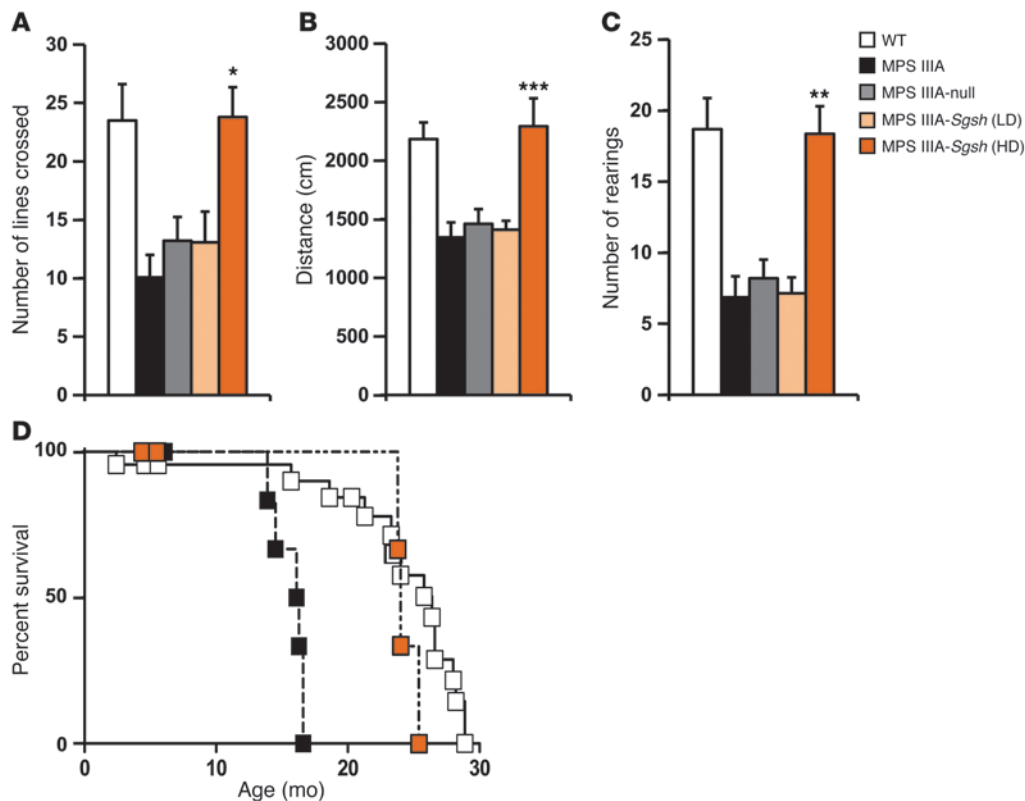 A
Number of lines crossed
30
25
20
15
10
5
0
*
B
Distance (cm)
3000
2500
2000
1500
1000
500
0
***
C
Number of rearings
25
20
15
10
5
0
**
WT
MPS IIIA
MPS IIIA-null
MPS IIIA-Sgsh (LD)
MPS IIIA-Sgsh (HD)
D
Percent survival
100
50
0
0 10 20 30
Age (mo)